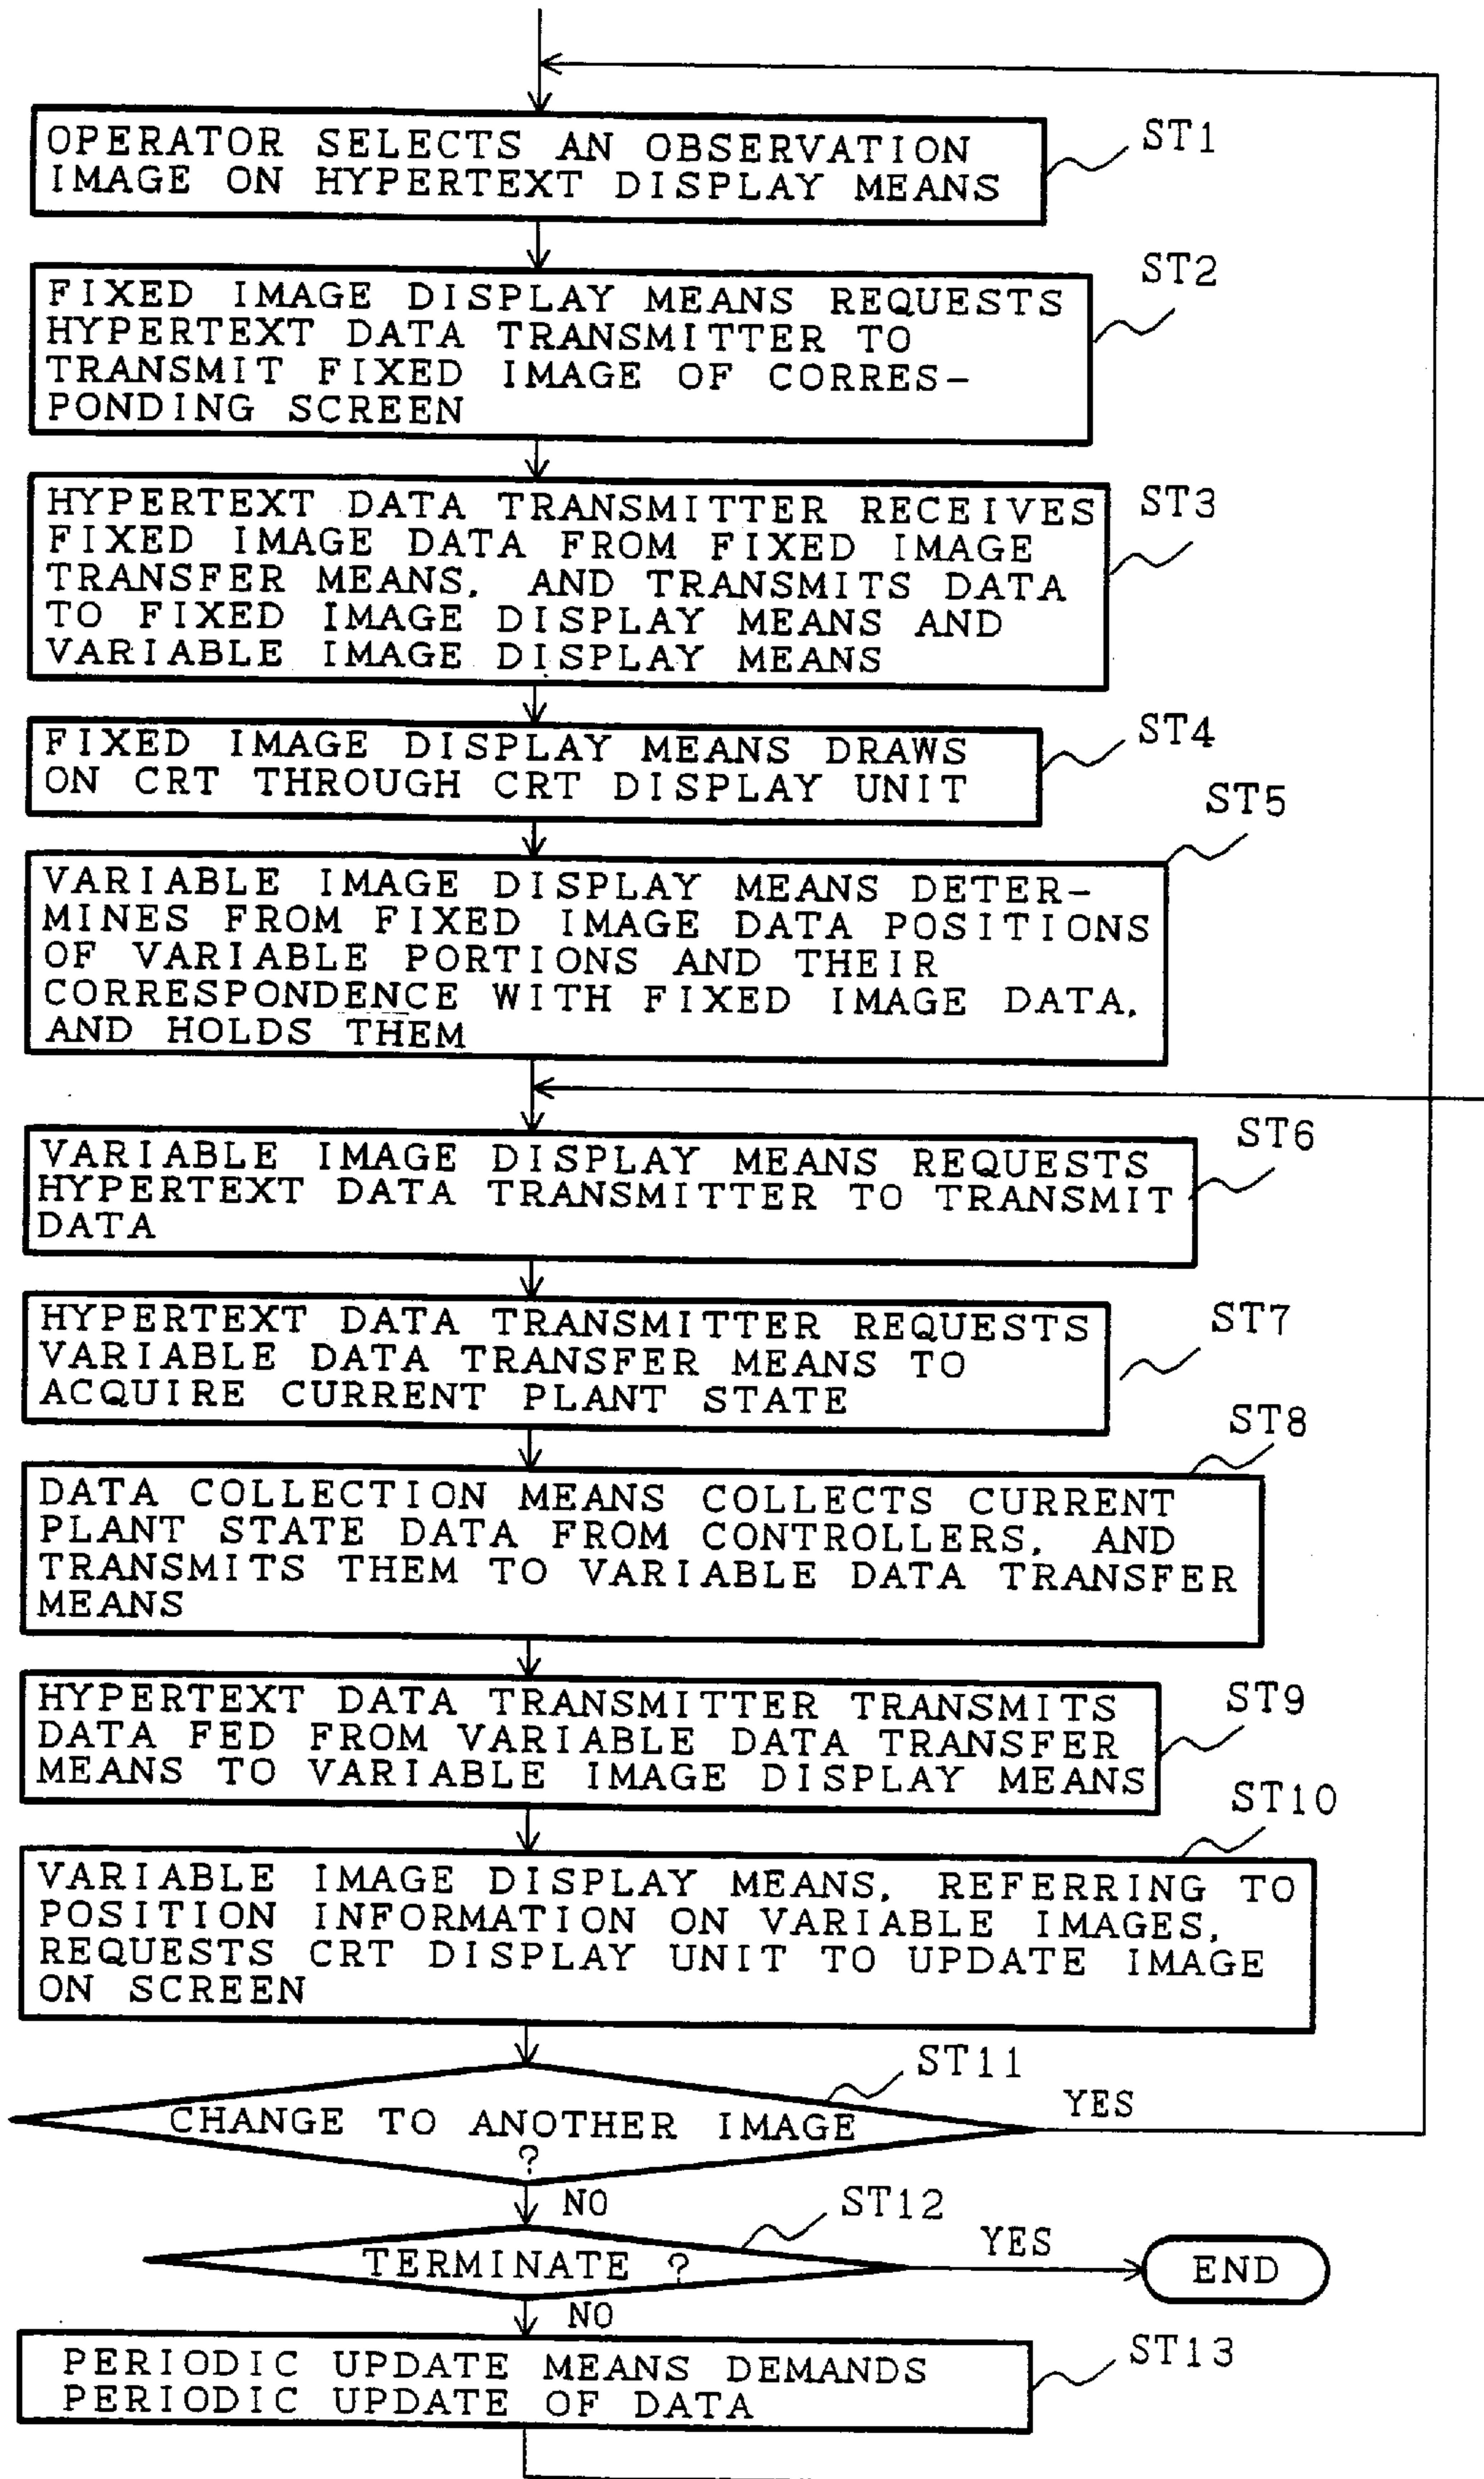 OPERATOR SELECTS AN OBSERVATION
IMAGE ON HYPERTEXT DISPLAY MEANS
ST1
FIXED IMAGE DISPLAY MEANS REQUESTS
HYPERTEXT DATA TRANSMITTER TO
TRANSMIT FIXED IMAGE OF CORRES-
PONDING SCREEN
ST2
HYPERTEXT DATA TRANSMITTER RECEIVES
FIXED IMAGE DATA FROM FIXED IMAGE
TRANSFER MEANS, AND TRANSMITS DATA
TO FIXED IMAGE DISPLAY MEANS AND
VARIABLE IMAGE DISPLAY MEANS
ST3
FIXED IMAGE DISPLAY MEANS DRAWS
ON CRT THROUGH CRT DISPLAY UNIT
ST4
VARIABLE IMAGE DISPLAY MEANS DETER-
MINES FROM FIXED IMAGE DATA POSITIONS
OF VARIABLE PORTIONS AND THEIR
CORRESPONDENCE WITH FIXED IMAGE DATA,
AND HOLDS THEM
ST5
VARIABLE IMAGE DISPLAY MEANS REQUESTS
HYPERTEXT DATA TRANSMITTER TO TRANSMIT
DATA
ST6
HYPERTEXT DATA TRANSMITTER REQUESTS
VARIABLE DATA TRANSFER MEANS TO
ACQUIRE CURRENT PLANT STATE
ST7
DATA COLLECTION MEANS COLLECTS CURRENT
PLANT STATE DATA FROM CONTROLLERS, AND
TRANSMITS THEM TO VARIABLE DATA TRANSFER
MEANS
ST8
HYPERTEXT DATA TRANSMITTER TRANSMITS
DATA FED FROM VARIABLE DATA TRANSFER
MEANS TO VARIABLE IMAGE DISPLAY MEANS
ST9
VARIABLE IMAGE DISPLAY MEANS, REFERRING TO
POSITION INFORMATION ON VARIABLE IMAGES,
REQUESTS CRT DISPLAY UNIT TO UPDATE IMAGE
ON SCREEN
ST10
CHANGE TO ANOTHER IMAGE
?
ST11
YES
NO
TERMINATE ?
ST12
YES
END
NO
PERIODIC UPDATE MEANS DEMANDS
PERIODIC UPDATE OF DATA
ST13